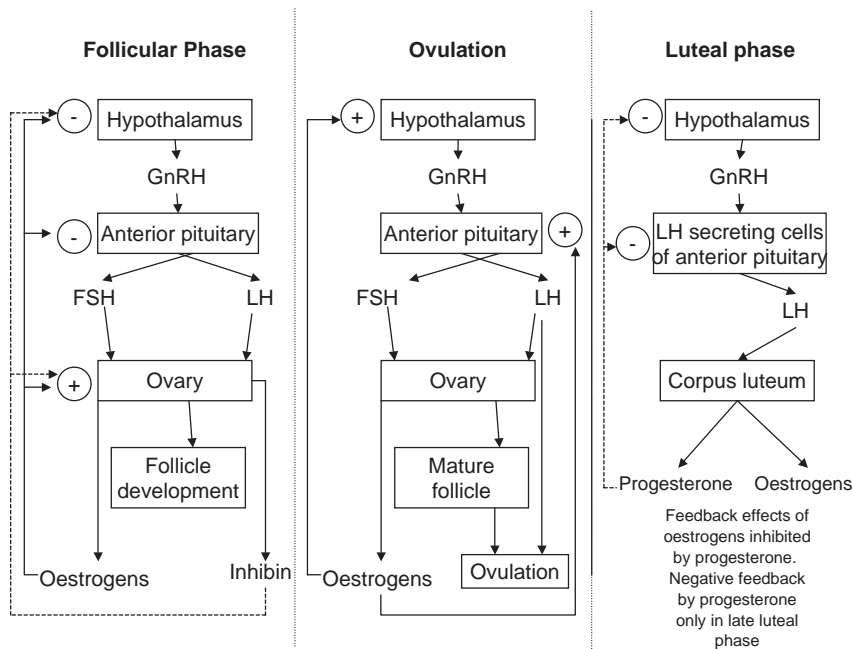 Follicular Phase
-
Hypothalamus
GnRH
-
Anterior pituitary
FSH
LH
+
Ovary
Follicle
development
Oestrogens
Inhibin
Ovulation
+
Hypothalamus
GnRH
Anterior pituitary
+
FSH
LH
Ovary
Mature
follicle
Oestrogens
Ovulation
Luteal phase
-
Hypothalamus
GnRH
-
LH secreting cells
of anterior pituitary
LH
Corpus luteum
Progesterone
Oestrogens
Feedback effects of
oestrogens inhibited
by progesterone.
Negative feedback
by progesterone
only in late luteal
phase